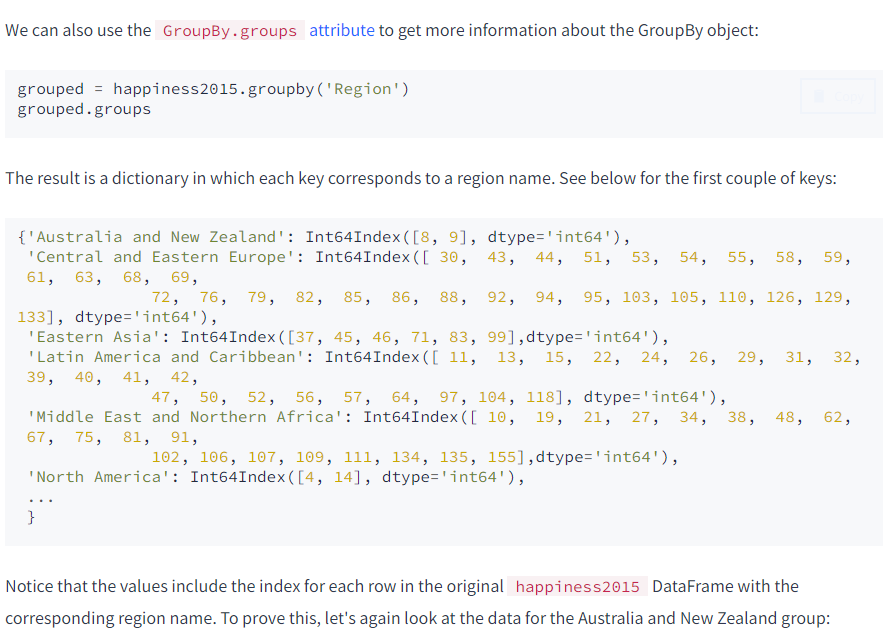 We can also use the GroupBy.groups attribute to get more information about the GroupBy object:
grouped = happiness2015.groupby('Region')
grouped.groups
The result is a dictionary in which each key corresponds to a region name. See below for the first couple of keys:
{'Australia and New Zealand': Int64Index([8, 9], dtype='int64'),
'Central and Eastern Europe': Int64Index([ 30, 43, 44, 51, 53, 54, 55, 58, 59,
61, 63, 68, 69,
72, 76, 79, 82, 85, 86, 88, 92, 94, 95, 103, 105, 110, 126, 129,
133], dtype='int64'),
'Eastern Asia': Int64Index([37, 45, 46, 71, 83, 99],dtype='int64'),
'Latin America and Caribbean': Int64Index([ 11, 13, 15, 22, 24, 26, 29, 31, 32,
39, 40, 41, 42,
47, 50, 52, 56, 57, 64, 97, 104, 118], dtype='int64'),
'Middle East and Northern Africa': Int64Index([ 10, 19, 21, 27, 34, 38, 48, 62,
67, 75, 81, 91,
102, 106, 107, 109, 111, 134, 135, 155],dtype='int64'),
'North America': Int64Index([4, 14], dtype='int64'),
...
}
Notice that the values include the index for each row in the original happiness2015 DataFrame with the
corresponding region name. To prove this, let's again look at the data for the Australia and New Zealand group: